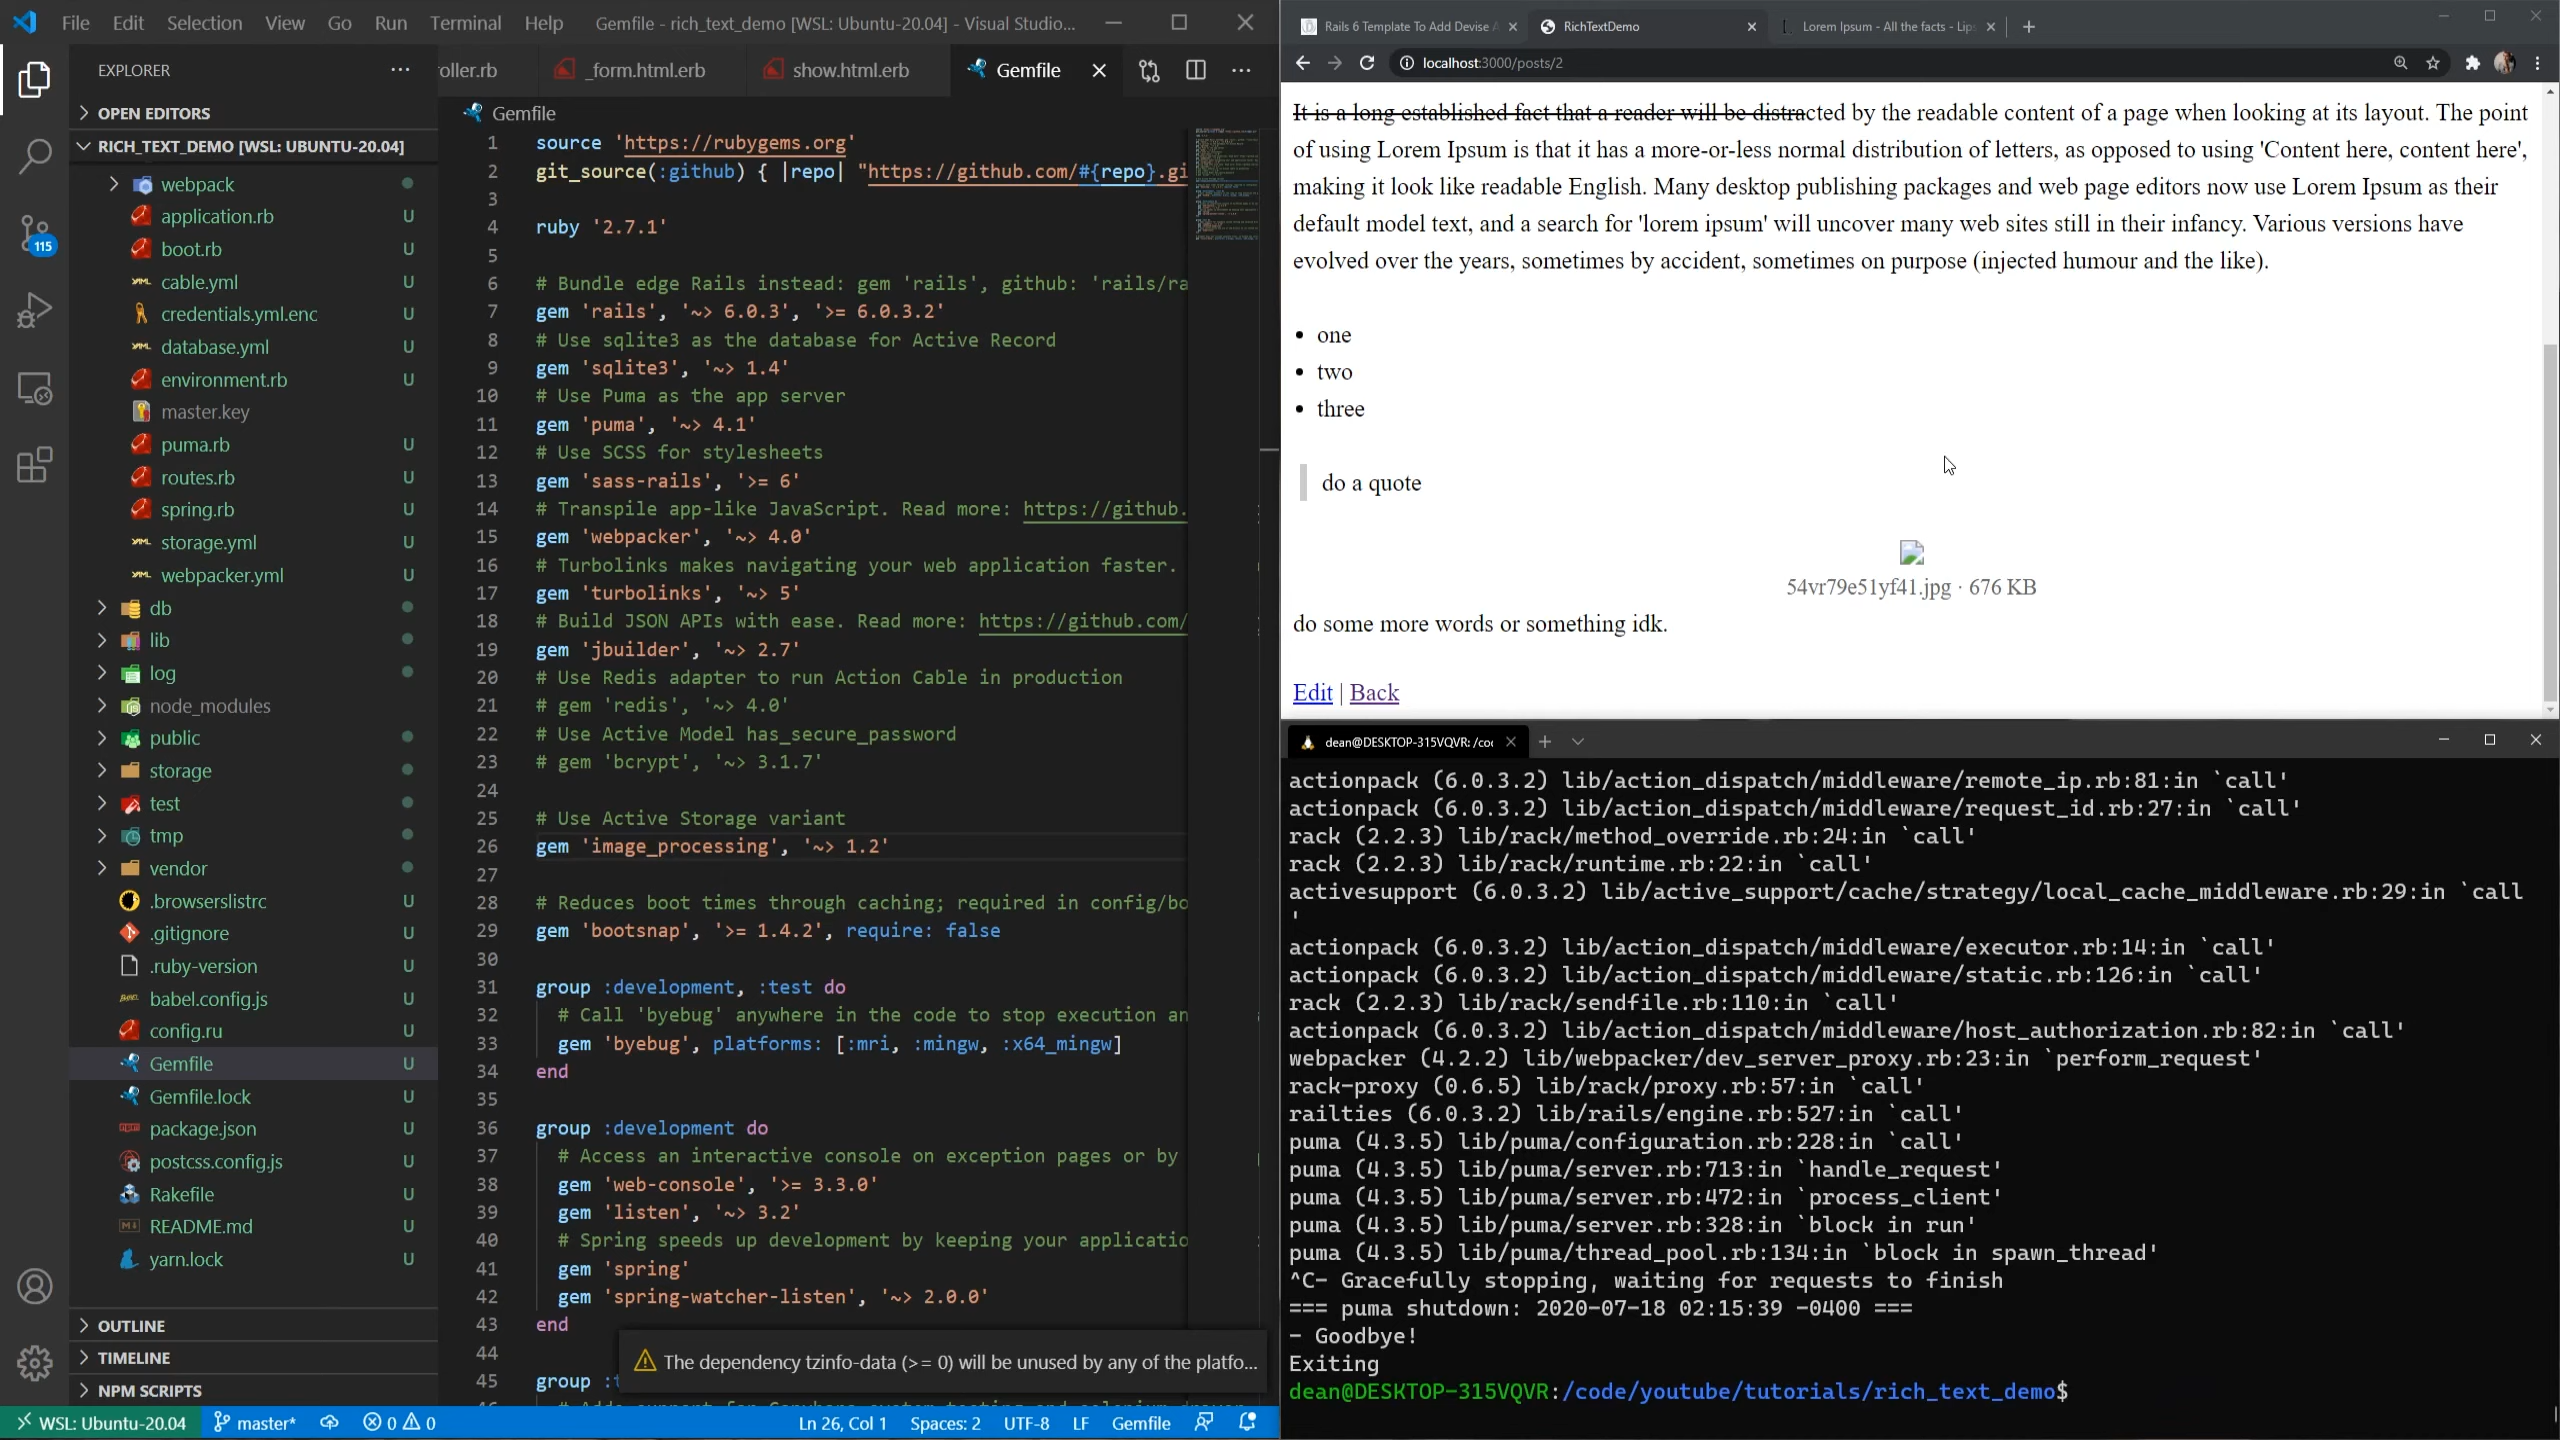 File Edit Selection View Go Run Terminal Help Gemfile - rich_text_demo [WSL: Ubuntu-20.04] - Visual Studio...
EXPLORER
OPEN EDITORS
RICH_TEXT_DEMO [WSL: UBUNTU-20.04]
webpack
application.rb U
boot.rb U
cable.yml U
credentials.yml.enc U
database.yml U
environment.rb U
master.key
puma.rb U
routes.rb U
spring.rb U
storage.yml U
webpacker.yml U
db
lib
log
node_modules
public
storage
test
tmp
vendor
.browserslistrc U
.gitignore U
.ruby-version U
babel.config.js U
config.ru U
Gemfile U
Gemfile.lock U
package.json U
postcss.config.js U
Rakefile U
README.md U
yarn.lock U
OUTLINE
TIMELINE
NPM SCRIPTS
115
oller.rb _form.html.erb show.html.erb Gemfile
Gemfile
1 source 'https://rubygems.org'
2 git_source(:github) { |repo| "https://github.com/#{repo}.gi
3
4 ruby '2.7.1'
5
6 # Bundle edge Rails instead: gem 'rails', github: 'rails/ra
7 gem 'rails', '~> 6.0.3', '>= 6.0.3.2'
8 # Use sqlite3 as the database for Active Record
9 gem 'sqlite3', '~> 1.4'
10 # Use Puma as the app server
11 gem 'puma', '~> 4.1'
12 # Use SCSS for stylesheets
13 gem 'sass-rails', '>= 6'
14 # Transpile app-like JavaScript. Read more: https://github.
15 gem 'webpacker', '~> 4.0'
16 # Turbolinks makes navigating your web application faster.
17 gem 'turbolinks', '~> 5'
18 # Build JSON APIs with ease. Read more: https://github.com/
19 gem 'jbuilder', '~> 2.7'
20 # Use Redis adapter to run Action Cable in production
21 # gem 'redis', '~> 4.0'
22 # Use Active Model has_secure_password
23 # gem 'bcrypt', '~> 3.1.7'
24
25 # Use Active Storage variant
26 gem 'image_processing', '~> 1.2'
27
28 # Reduces boot times through caching; required in config/bo
29 gem 'bootsnap', '>= 1.4.2', require: false
30
31 group :development, :test do
32 # Call 'byebug' anywhere in the code to stop execution an
33 gem 'byebug', platforms: [:mri, :mingw, :x64_mingw]
34 end
35
36 group :development do
37 # Access an interactive console on exception pages or by
38 gem 'web-console', '>= 3.3.0'
39 gem 'listen', '~> 3.2'
40 # Spring speeds up development by keeping your applicatio
41 gem 'spring'
42 gem 'spring-watcher-listen', '~> 2.0.0'
43 end
44
45 group :t
The dependency tzinfo-data (>= 0) will be unused by any of the platfo...
WSL: Ubuntu-20.04 master* 0 0 Ln 26, Col 1 Spaces: 2 UTF-8 LF Gemfile
Rails 6 Template To Add Devise A RichTextDemo Lorem Ipsum - All the facts - Lip
localhost:3000/posts/2
It is a long established fact that a reader will be distracted by the readable content of a page when looking at its layout. The point
of using Lorem Ipsum is that it has a more-or-less normal distribution of letters, as opposed to using 'Content here, content here',
making it look like readable English. Many desktop publishing packages and web page editors now use Lorem Ipsum as their
default model text, and a search for 'lorem ipsum' will uncover many web sites still in their infancy. Various versions have
evolved over the years, sometimes by accident, sometimes on purpose (injected humour and the like).
one
two
three
do a quote
54vr79e51yf41.jpg · 676 KB
do some more words or something idk.
Edit | Back
dean@DESKTOP-315VQVR: /co
actionpack (6.0.3.2) lib/action_dispatch/middleware/remote_ip.rb:81:in `call'
actionpack (6.0.3.2) lib/action_dispatch/middleware/request_id.rb:27:in `call'
rack (2.2.3) lib/rack/method_override.rb:24:in `call'
rack (2.2.3) lib/rack/runtime.rb:22:in `call'
activesupport (6.0.3.2) lib/active_support/cache/strategy/local_cache_middleware.rb:29:in `call
'
actionpack (6.0.3.2) lib/action_dispatch/middleware/executor.rb:14:in `call'
actionpack (6.0.3.2) lib/action_dispatch/middleware/static.rb:126:in `call'
rack (2.2.3) lib/rack/sendfile.rb:110:in `call'
actionpack (6.0.3.2) lib/action_dispatch/middleware/host_authorization.rb:82:in `call'
webpacker (4.2.2) lib/webpacker/dev_server_proxy.rb:23:in `perform_request'
rack-proxy (0.6.5) lib/rack/proxy.rb:57:in `call'
railties (6.0.3.2) lib/rails/engine.rb:527:in `call'
puma (4.3.5) lib/puma/configuration.rb:228:in `call'
puma (4.3.5) lib/puma/server.rb:713:in `handle_request'
puma (4.3.5) lib/puma/server.rb:472:in `process_client'
puma (4.3.5) lib/puma/server.rb:328:in `block in run'
puma (4.3.5) lib/puma/thread_pool.rb:134:in `block in spawn_thread'
^C- Gracefully stopping, waiting for requests to finish
=== puma shutdown: 2020-07-18 02:15:39 -0400 ===
- Goodbye!
Exiting
dean@DESKTOP-315VQVR:/code/youtube/tutorials/rich_text_demo$